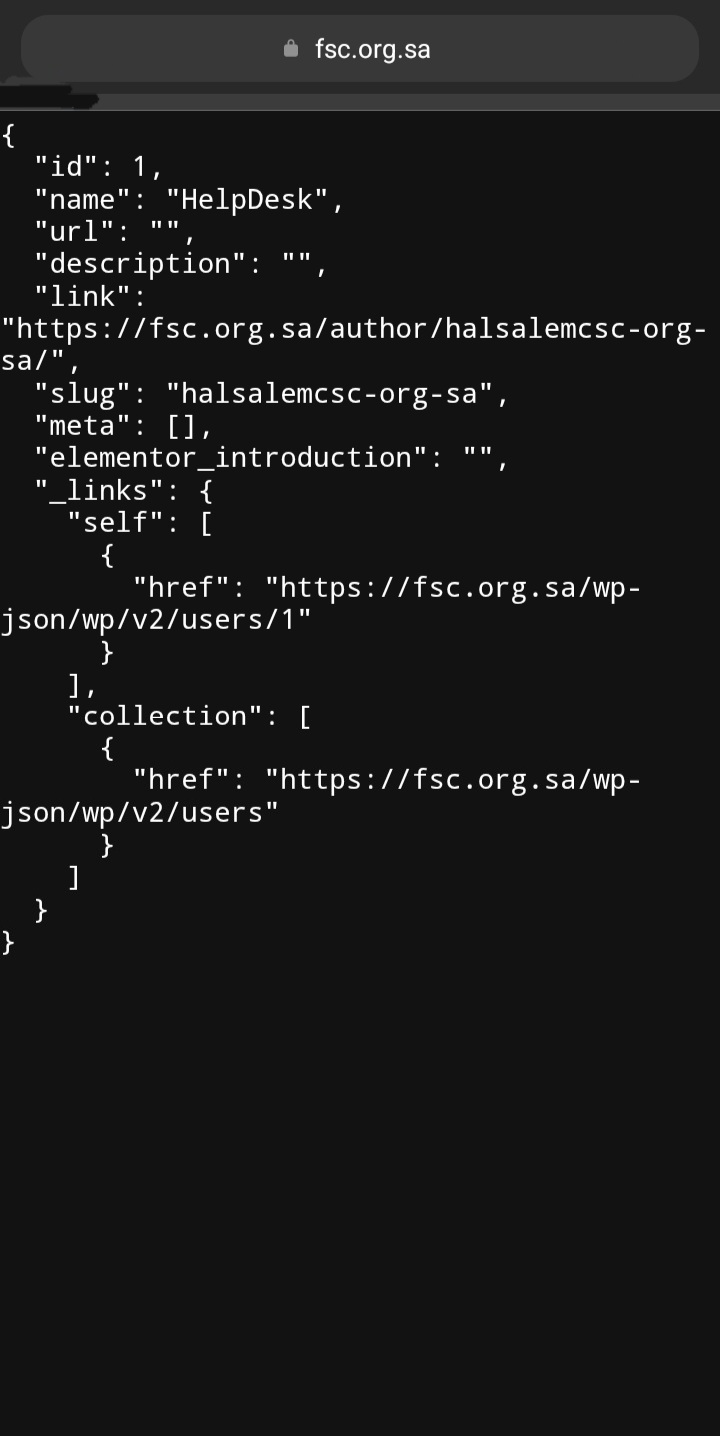 fsc.org.sa
{
  "id": 1,
  "name": "HelpDesk",
  "url": "",
  "description": "",
  "link":
"https://fsc.org.sa/author/halsalemcsc-org-
sa/",
  "slug": "halsalemcsc-org-sa",
  "meta": [],
  "elementor_introduction": "",
  "_links": {
    "self": [
      {
        "href": "https://fsc.org.sa/wp-
json/wp/v2/users/1"
      }
    ],
    "collection": [
      {
        "href": "https://fsc.org.sa/wp-
json/wp/v2/users"
      }
    ]
  }
}